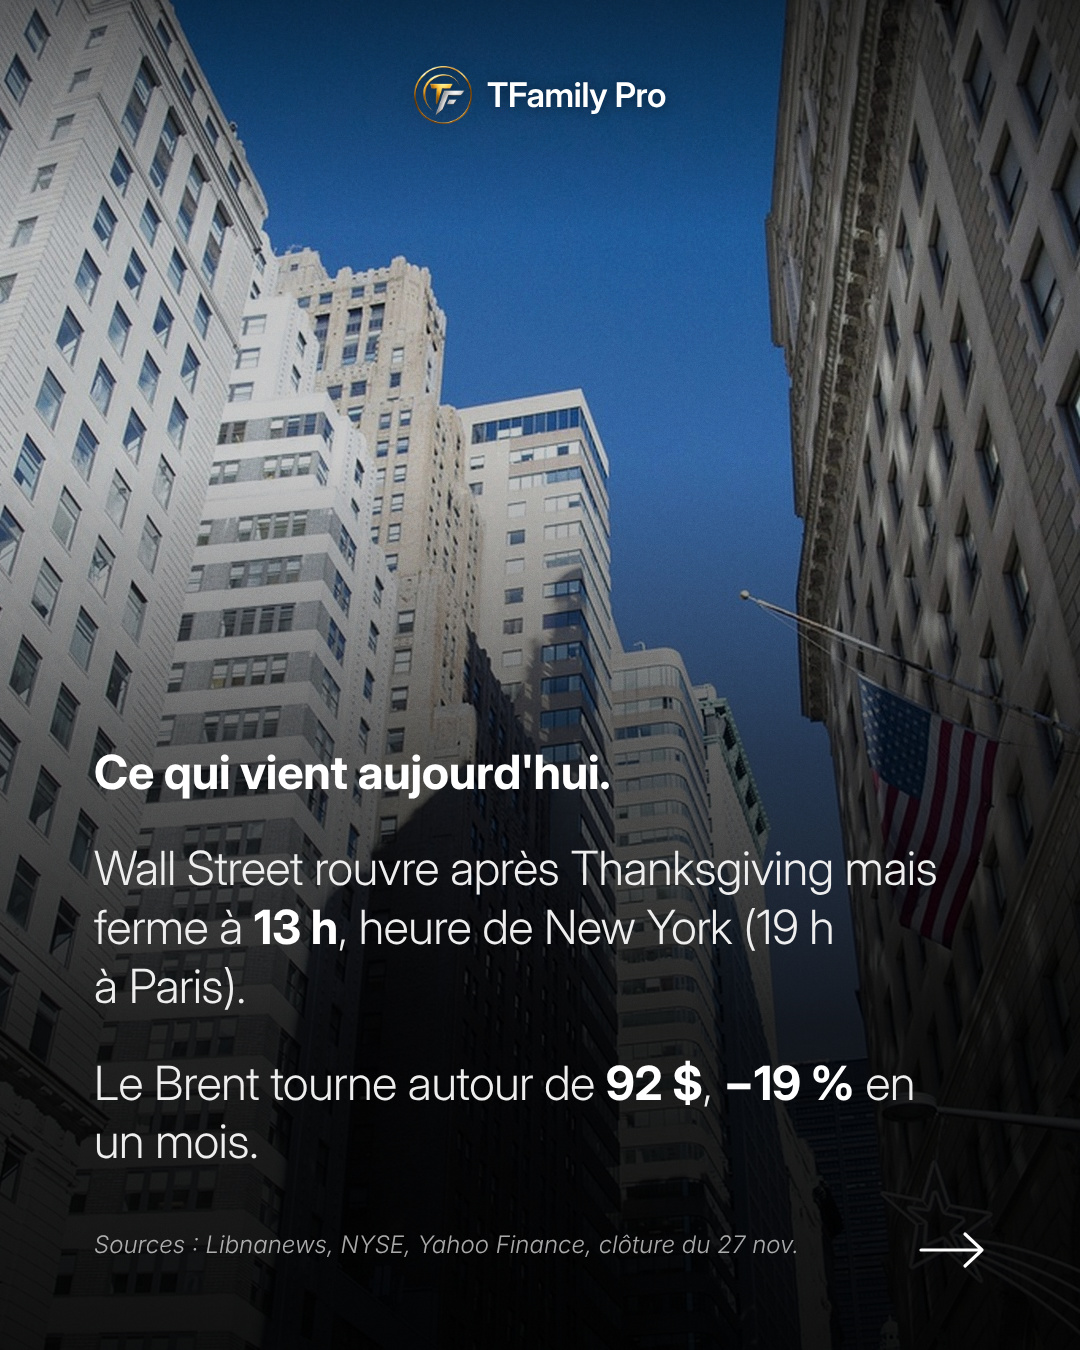 TFamily Pro
Ce qui vient aujourd'hui.
Wall Street rouvre après Thanksgiving mais
ferme à 13 h, heure de New York (19 h
à Paris).
Le Brent tourne autour de 92 $, −19 % en
un mois.
Sources : Libnanews, NYSE, Yahoo Finance, clôture du 27 nov.